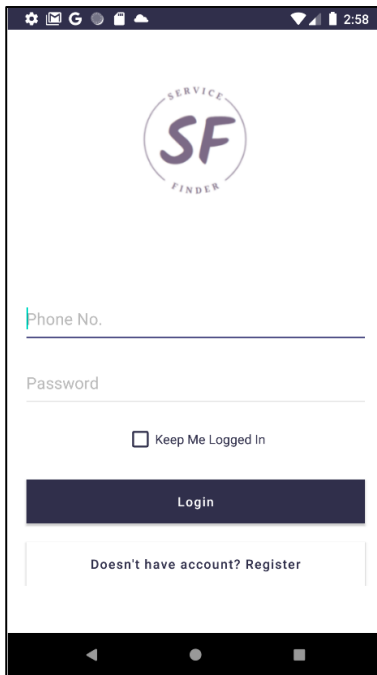 2:58
SERVICE
SF
FINDER
Phone No.
Password
Keep Me Logged In
Login
Doesn't have account? Register